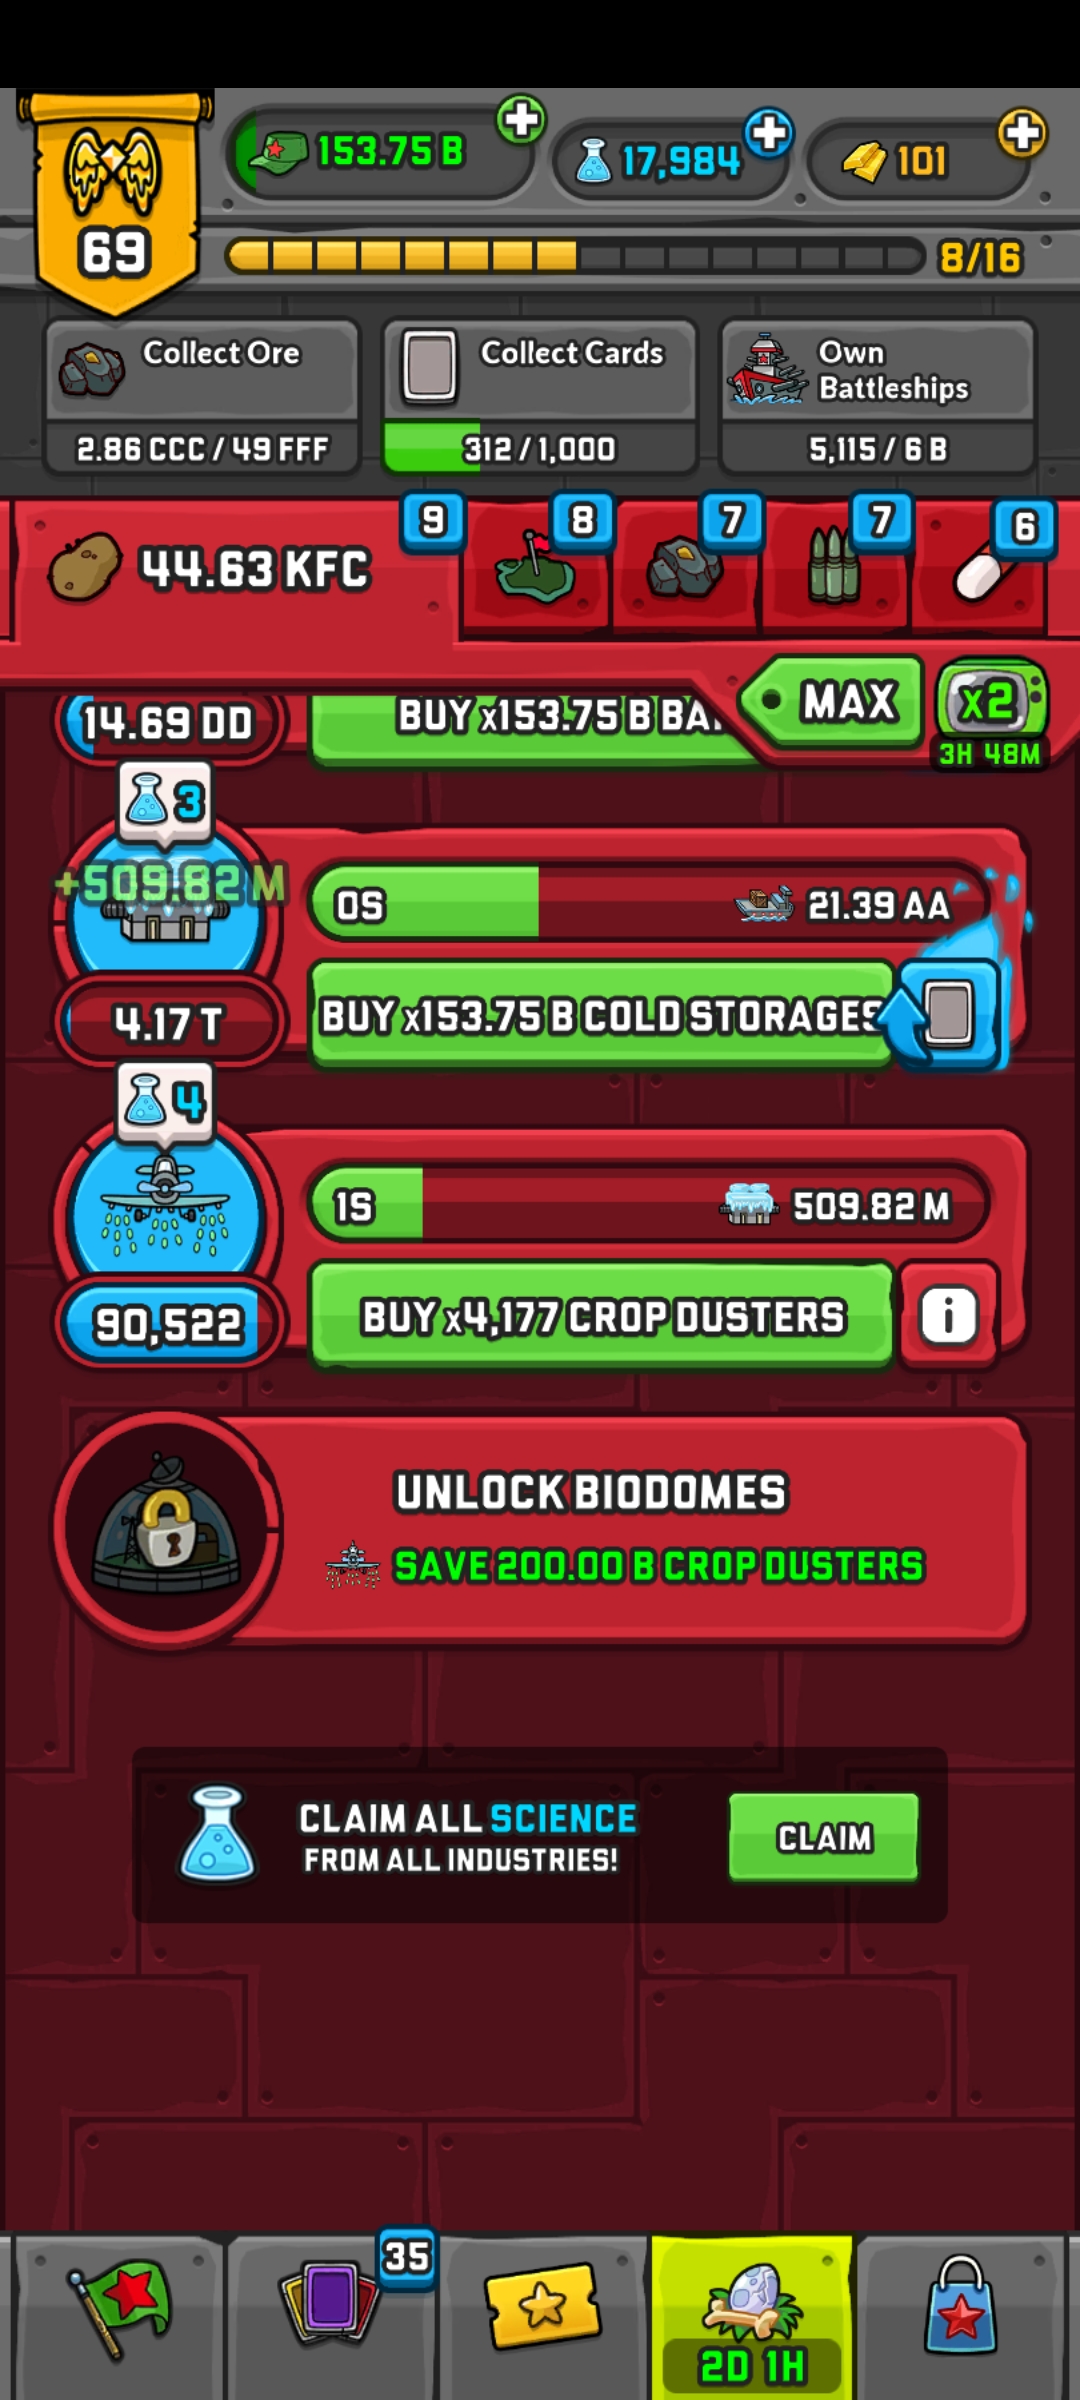 153.75 B
17,984
101
69
8/16
Collect Ore
2.86 CCC / 49 FFF
Collect Cards
312 / 1,000
Own
Battleships
5,115 / 6 B
44.63 KFC
9
8
7
7
6
MAX
x2
3H 48M
14.69 DD
BUY x153.75 B BA
3
+509.82 M
0S
21.39 AA
4.17 T
BUY x153.75 B COLD STORAGES
4
1S
509.82 M
90,522
BUY x4,177 CROP DUSTERS
i
UNLOCK BIODOMES
SAVE 200.00 B CROP DUSTERS
CLAIM ALL SCIENCE
FROM ALL INDUSTRIES!
CLAIM
35
2D 1H